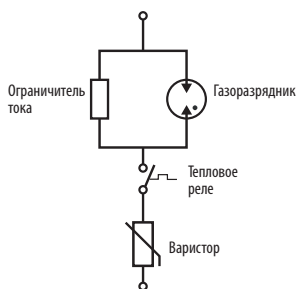 Ограничитель
тока
Газоразрядник
Тепловое
реле
Варистор